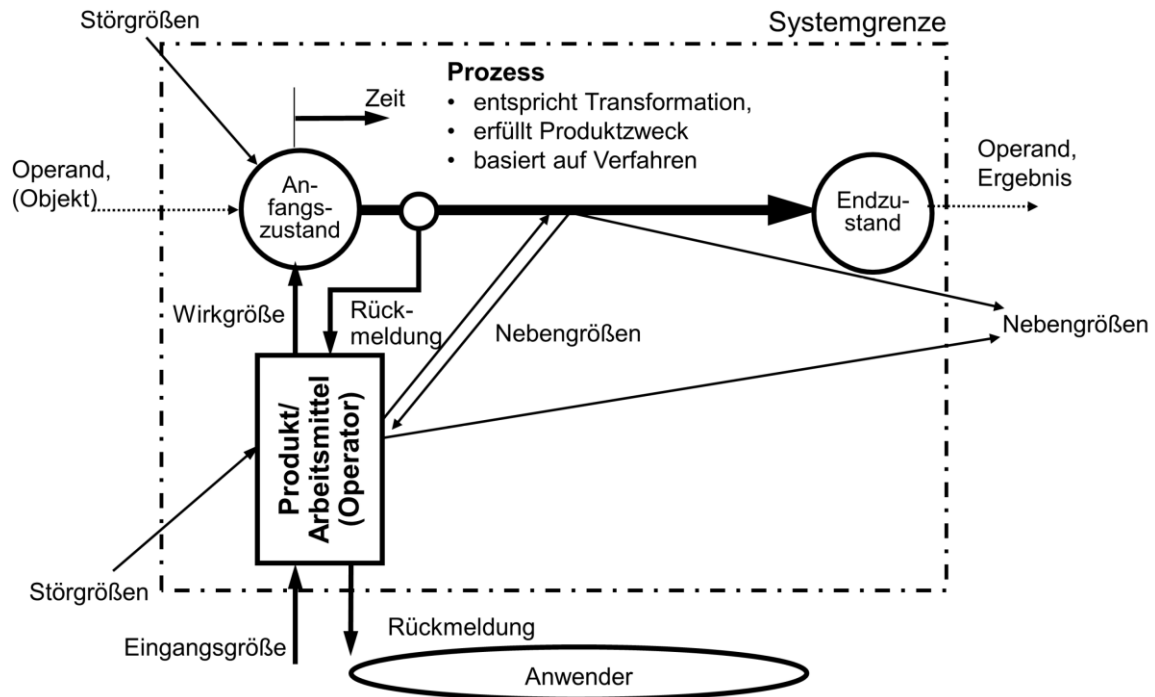 Störgrößen
Systemgrenze
Prozess
• entspricht Transformation,
• erfüllt Produktzweck
• basiert auf Verfahren
Zeit
Operand,
(Objekt)
An-
fangs-
zustand
Endzu-
stand
Operand,
Ergebnis
Wirkgröße
Rück-
meldung
Nebengrößen
Nebengrößen
Produkt/
Arbeitsmittel
(Operator)
Störgrößen
Eingangsgröße
Rückmeldung
Anwender